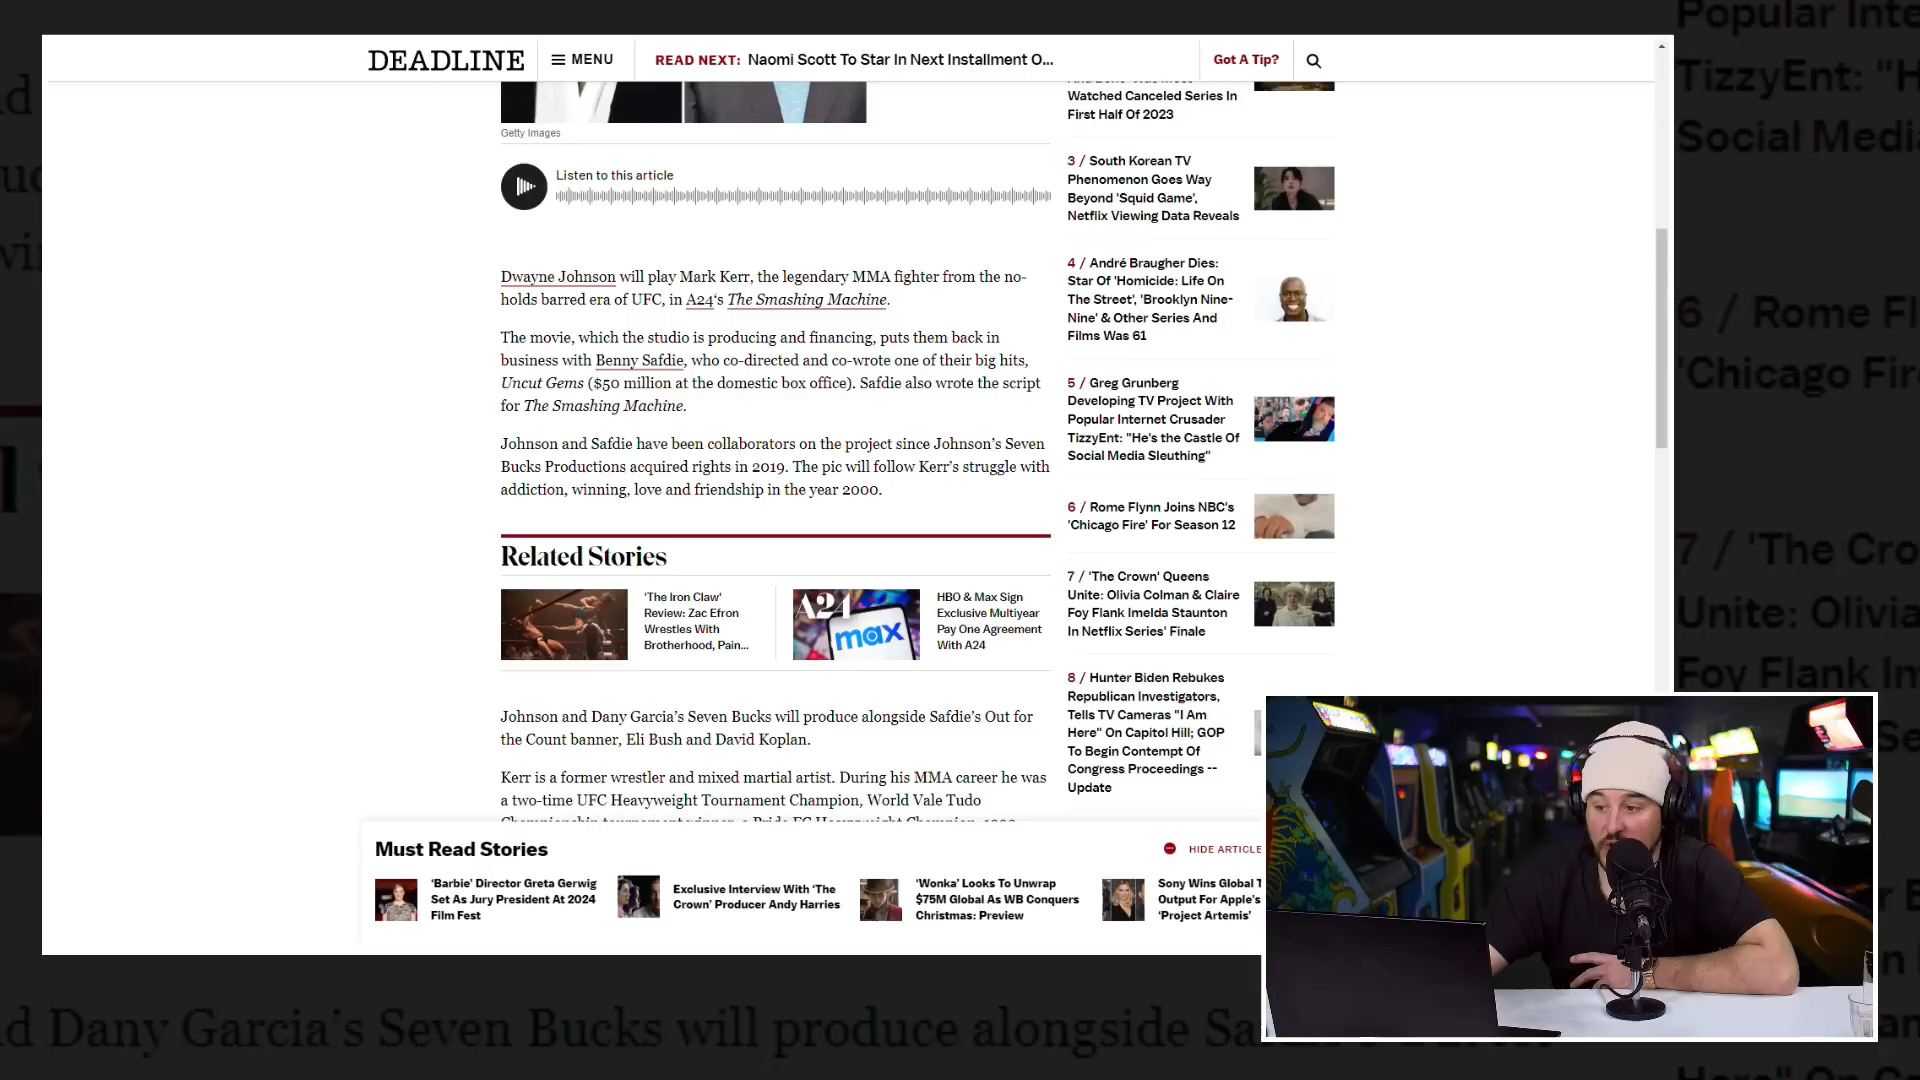 DEADLINE
MENU
READ NEXT: Naomi Scott To Star In Next Installment O...
Got A Tip?
Getty Images
Listen to this article
Dwayne Johnson will play Mark Kerr, the legendary MMA fighter from the no-
holds barred era of UFC, in A24‘s The Smashing Machine.
The movie, which the studio is producing and financing, puts them back in
business with Benny Safdie, who co-directed and co-wrote one of their big hits,
Uncut Gems ($50 million at the domestic box office). Safdie also wrote the script
for The Smashing Machine.
Johnson and Safdie have been collaborators on the project since Johnson’s Seven
Bucks Productions acquired rights in 2019. The pic will follow Kerr’s struggle with
addiction, winning, love and friendship in the year 2000.
Related Stories
'The Iron Claw'
Review: Zac Efron
Wrestles With
Brotherhood, Pain...
A24
max
HBO & Max Sign
Exclusive Multiyear
Pay One Agreement
With A24
Johnson and Dany Garcia’s Seven Bucks will produce alongside Safdie’s Out for
the Count banner, Eli Bush and David Koplan.
Kerr is a former wrestler and mixed martial artist. During his MMA career he was
a two-time UFC Heavyweight Tournament Champion, World Vale Tudo
Watched Canceled Series In
First Half Of 2023
3 / South Korean TV
Phenomenon Goes Way
Beyond 'Squid Game',
Netflix Viewing Data Reveals
4 / André Braugher Dies:
Star Of 'Homicide: Life On
The Street', 'Brooklyn Nine-
Nine' & Other Series And
Films Was 61
5 / Greg Grunberg
Developing TV Project With
Popular Internet Crusader
TizzyEnt: "He's the Castle Of
Social Media Sleuthing"
6 / Rome Flynn Joins NBC's
'Chicago Fire' For Season 12
7 / 'The Crown' Queens
Unite: Olivia Colman & Claire
Foy Flank Imelda Staunton
In Netflix Series' Finale
8 / Hunter Biden Rebukes
Republican Investigators,
Tells TV Cameras "I Am
Here" On Capitol Hill; GOP
To Begin Contempt Of
Congress Proceedings --
Update
Must Read Stories
HIDE ARTICLE
‘Barbie’ Director Greta Gerwig
Set As Jury President At 2024
Film Fest
Exclusive Interview With ‘The
Crown’ Producer Andy Harries
‘Wonka’ Looks To Unwrap
$75M Global As WB Conquers
Christmas: Preview
Sony Wins Global T
Output For Apple’s
‘Project Artemis’
Popular Inte
TizzyEnt: "H
Social Media
6 / Rome Fl
'Chicago Fir
7 / 'The Cro
Unite: Olivia
Foy Flank Im
d Dany Garcia’s Seven Bucks will produce alongside Sa